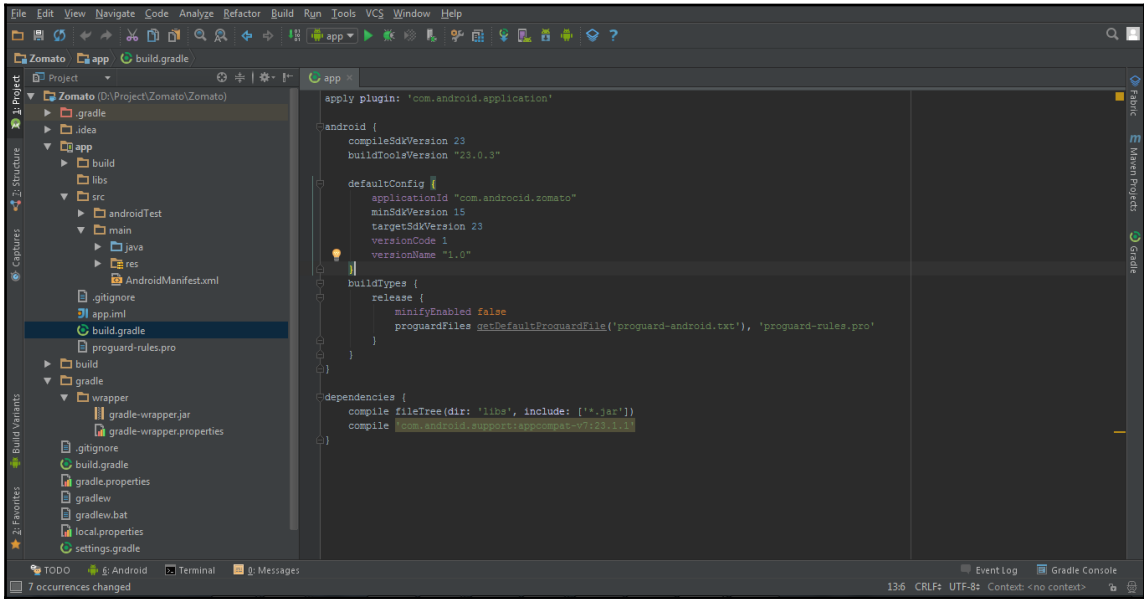 File Edit View Navigate Code Analyze Refactor Build Run Tools VCS Window Help
app
Zomato app build.gradle
Project
app ×
Zomato (D:\Project\Zomato\Zomato)
.gradle
.idea
app
build
libs
src
androidTest
main
java
res
AndroidManifest.xml
.gitignore
app.iml
build.gradle
proguard-rules.pro
build
gradle
wrapper
gradle-wrapper.jar
gradle-wrapper.properties
.gitignore
build.gradle
gradle.properties
gradlew
gradlew.bat
local.properties
settings.gradle
1: Project
Z: Structure
Captures
Build Variants
2: Favorites
apply plugin: 'com.android.application'
android {
compileSdkVersion 23
buildToolsVersion "23.0.3"
defaultConfig {
applicationId "com.androcid.zomato"
minSdkVersion 15
targetSdkVersion 23
versionCode 1
versionName "1.0"
}
buildTypes {
release {
minifyEnabled false
proguardFiles getDefaultProguardFile('proguard-android.txt'), 'proguard-rules.pro'
}
}
}
dependencies {
compile fileTree(dir: 'libs', include: ['*.jar'])
compile 'com.android.support:appcompat-v7:23.1.1'
}
Fabric
m Maven Projects
Gradle
TODO 6: Android Terminal 0: Messages Event Log Gradle Console
7 occurrences changed 13:6 CRLF÷ UTF-8÷ Context: <no context>